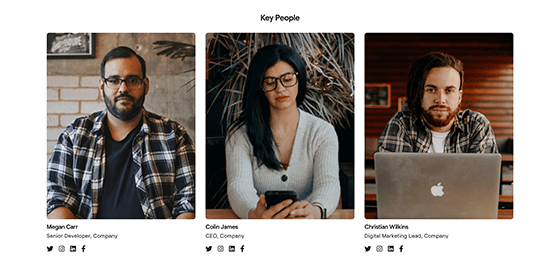 Key People
Megan Carr
Senior Developer, Company
Colin James
CEO, Company
Christian Wilkins
Digital Marketing Lead, Company